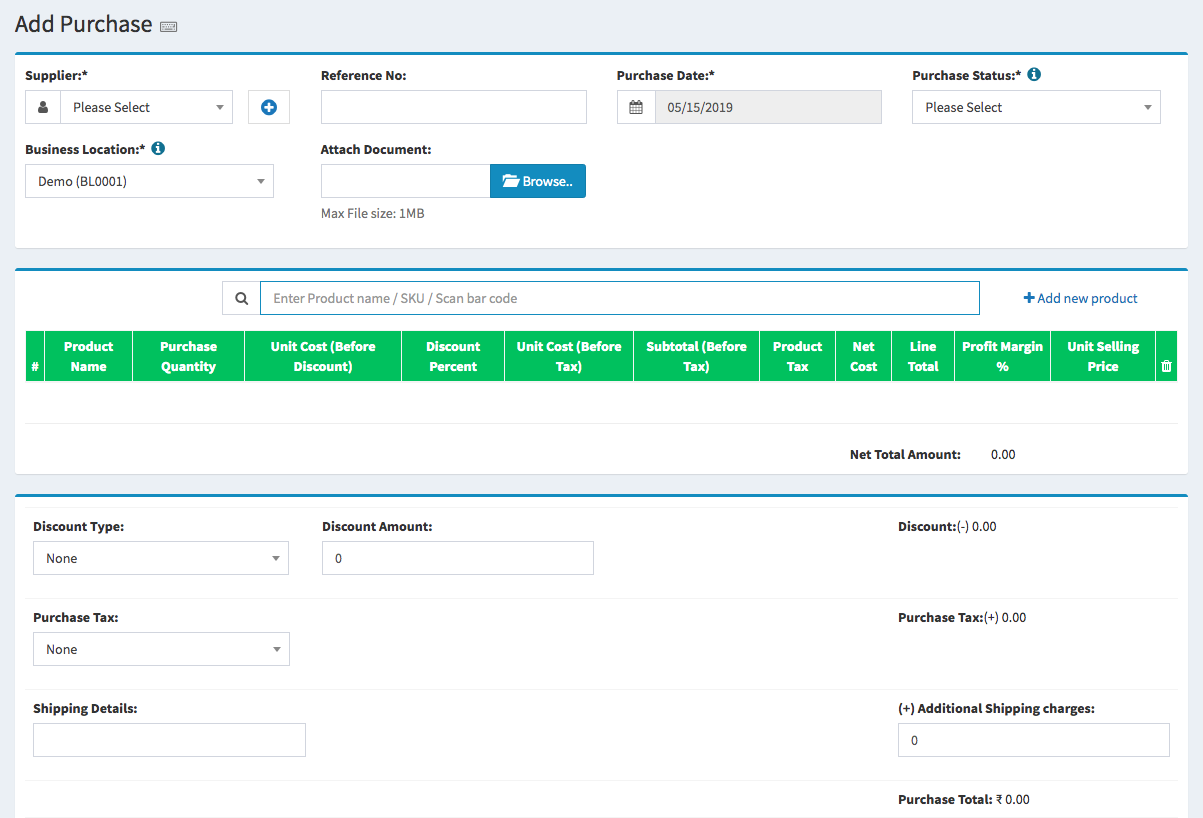 Add Purchase
Supplier:* Reference No: Purchase Date:* Purchase Status:*
Please Select 05/15/2019 Please Select
Business Location:* Attach Document:
Demo (BL0001) Browse..
Max File size: 1MB
Enter Product name / SKU / Scan bar code Add new product
# Product Name Purchase Quantity Unit Cost (Before Discount) Discount Percent Unit Cost (Before Tax) Subtotal (Before Tax) Product Tax Net Cost Line Total Profit Margin % Unit Selling Price
Net Total Amount: 0.00
Discount Type: Discount Amount: Discount:(-) 0.00
None 0
Purchase Tax: Purchase Tax:(+) 0.00
None
Shipping Details: (+) Additional Shipping charges:
0
Purchase Total: ₹ 0.00